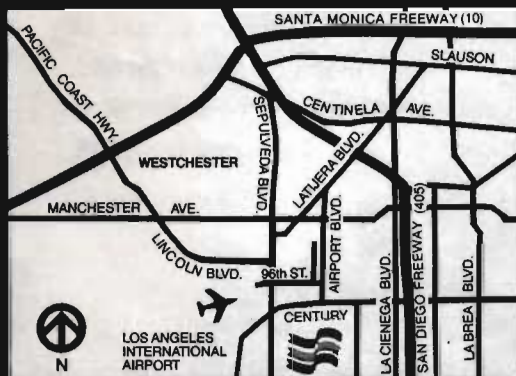 SANTA MONICA FREEWAY (10)
PACIFIC COAST HWY.
SLAUSON
SEPULVEDA BLVD.
CENTINELA AVE.
LATIJERA BLVD.
WESTCHESTER
MANCHESTER AVE.
AIRPORT BLVD.
SAN DIEGO FREEWAY (405)
LINCOLN BLVD.
96th ST.
LA CIENEGA BLVD.
LA BREA BLVD.
CENTURY
N
LOS ANGELES
INTERNATIONAL
AIRPORT